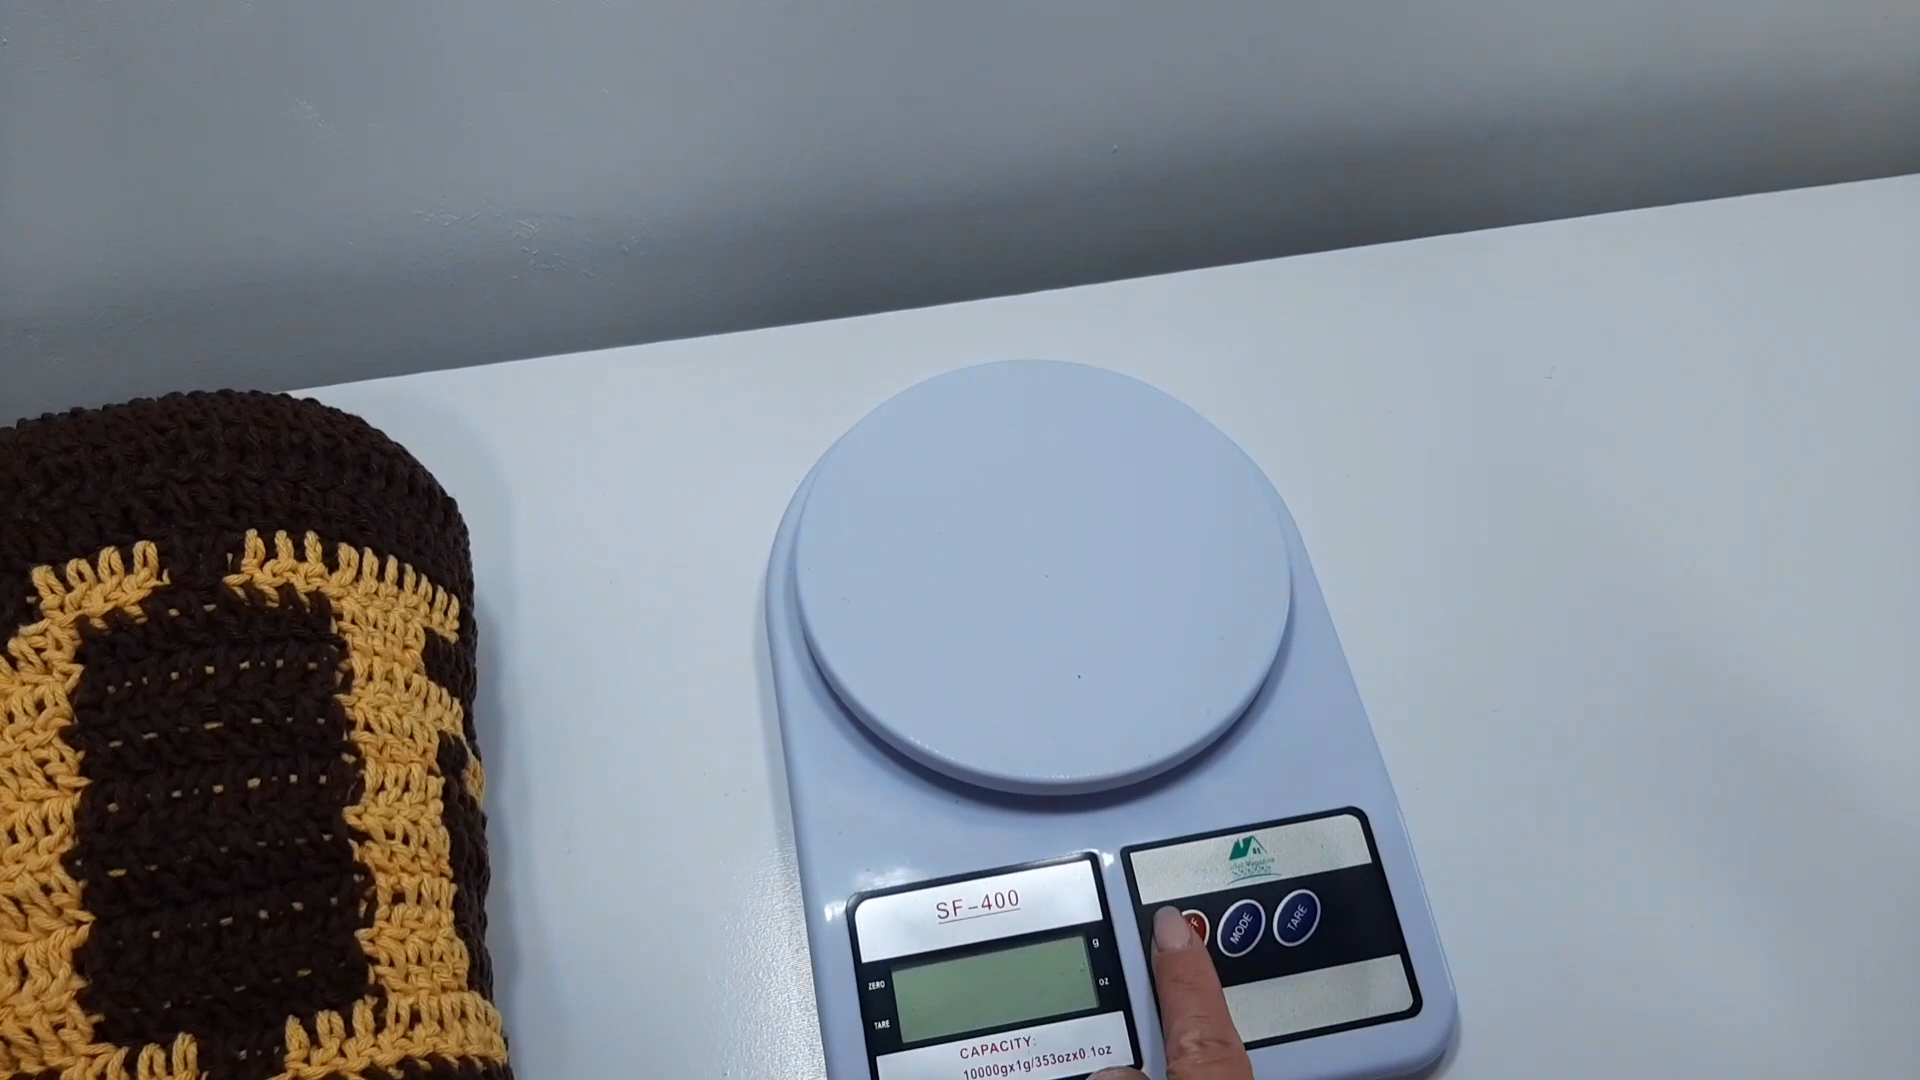 SF-400
g
ZERO
OZ
TARE
CAPACITY:
10000gx1g/353ozx0.1oz
MODE
TARE